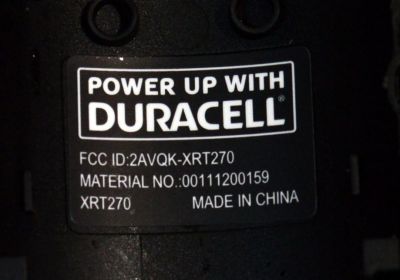 POWER UP WITH
DURACELL®
FCC ID:2AVQK-XRT270
MATERIAL NO.:00111200159
XRT270 MADE IN CHINA